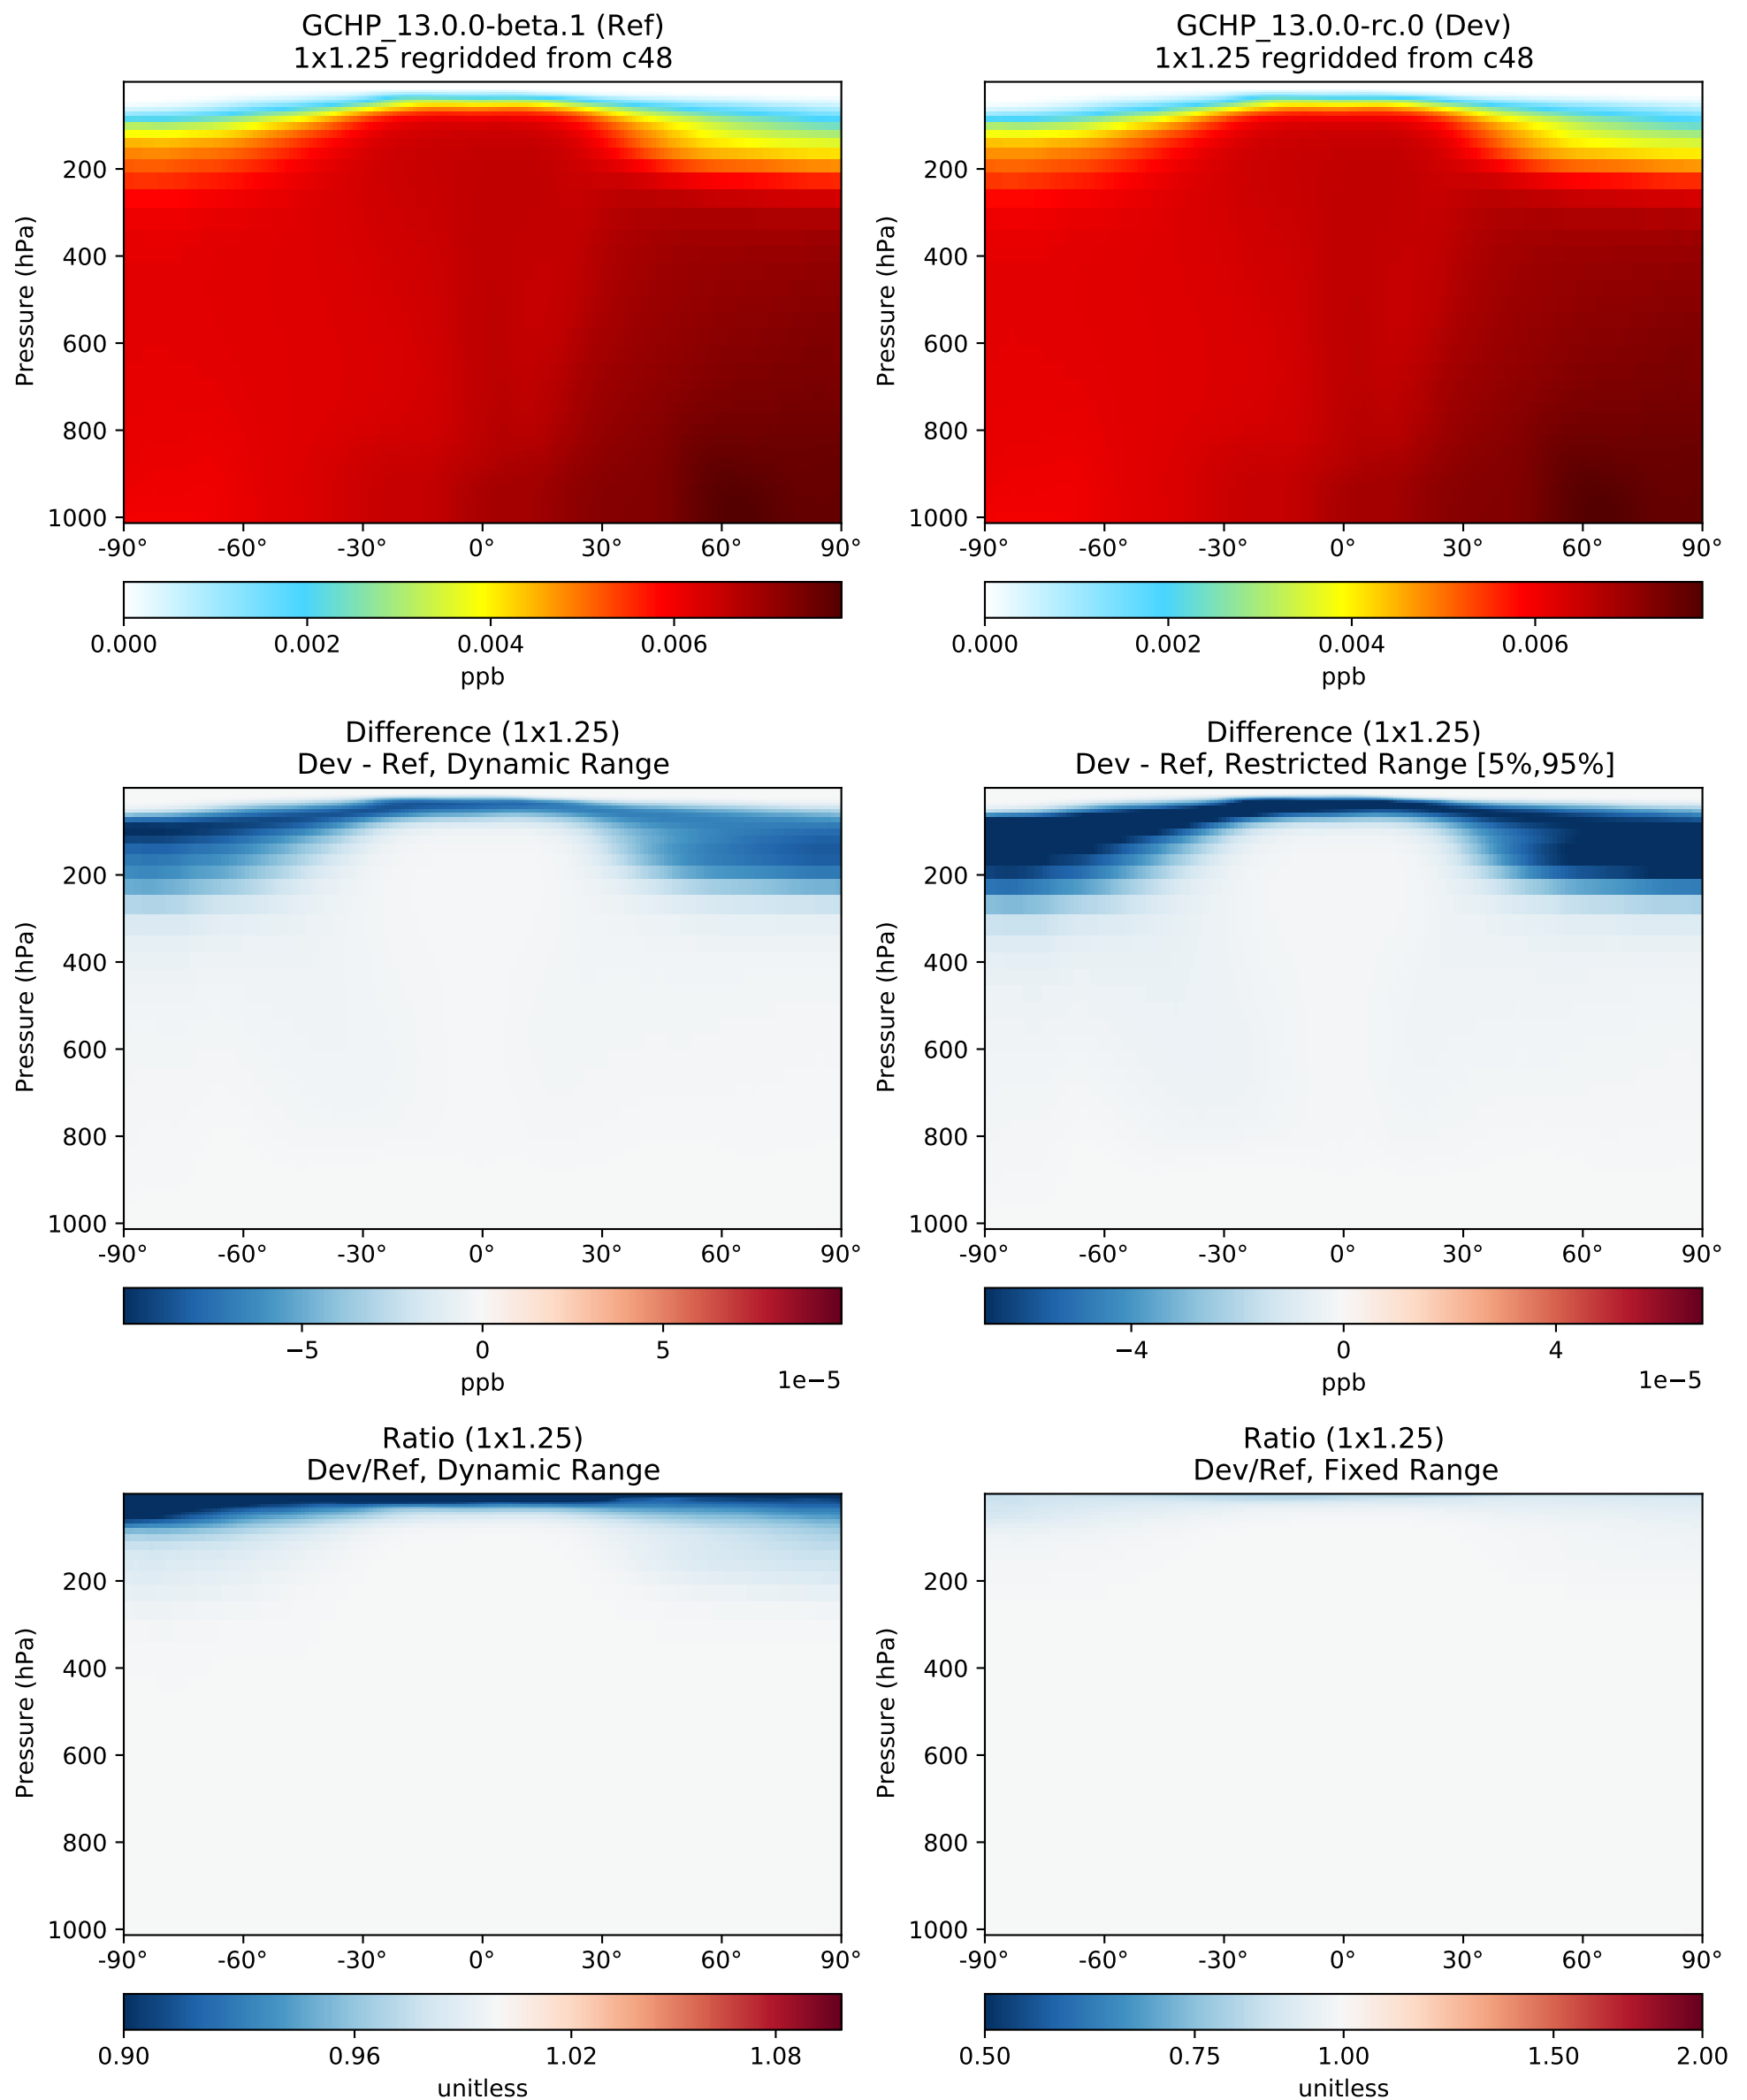 GCHP_13.0.0-beta.1 (Ref)
1x1.25 regridded from c48
Pressure (hPa)
200
400
600
800
1000
-90° -60° -30° 0° 30° 60° 90°
0.000 0.002 0.004 0.006
ppb
GCHP_13.0.0-rc.0 (Dev)
1x1.25 regridded from c48
Pressure (hPa)
200
400
600
800
1000
-90° -60° -30° 0° 30° 60° 90°
0.000 0.002 0.004 0.006
ppb
Difference (1x1.25)
Dev - Ref, Dynamic Range
Pressure (hPa)
200
400
600
800
1000
-90° -60° -30° 0° 30° 60° 90°
−5 0 5
ppb
1e−5
Difference (1x1.25)
Dev - Ref, Restricted Range [5%,95%]
Pressure (hPa)
200
400
600
800
1000
-90° -60° -30° 0° 30° 60° 90°
−4 0 4
ppb
1e−5
Ratio (1x1.25)
Dev/Ref, Dynamic Range
Pressure (hPa)
200
400
600
800
1000
-90° -60° -30° 0° 30° 60° 90°
0.90 0.96 1.02 1.08
unitless
Ratio (1x1.25)
Dev/Ref, Fixed Range
Pressure (hPa)
200
400
600
800
1000
-90° -60° -30° 0° 30° 60° 90°
0.50 0.75 1.00 1.50 2.00
unitless